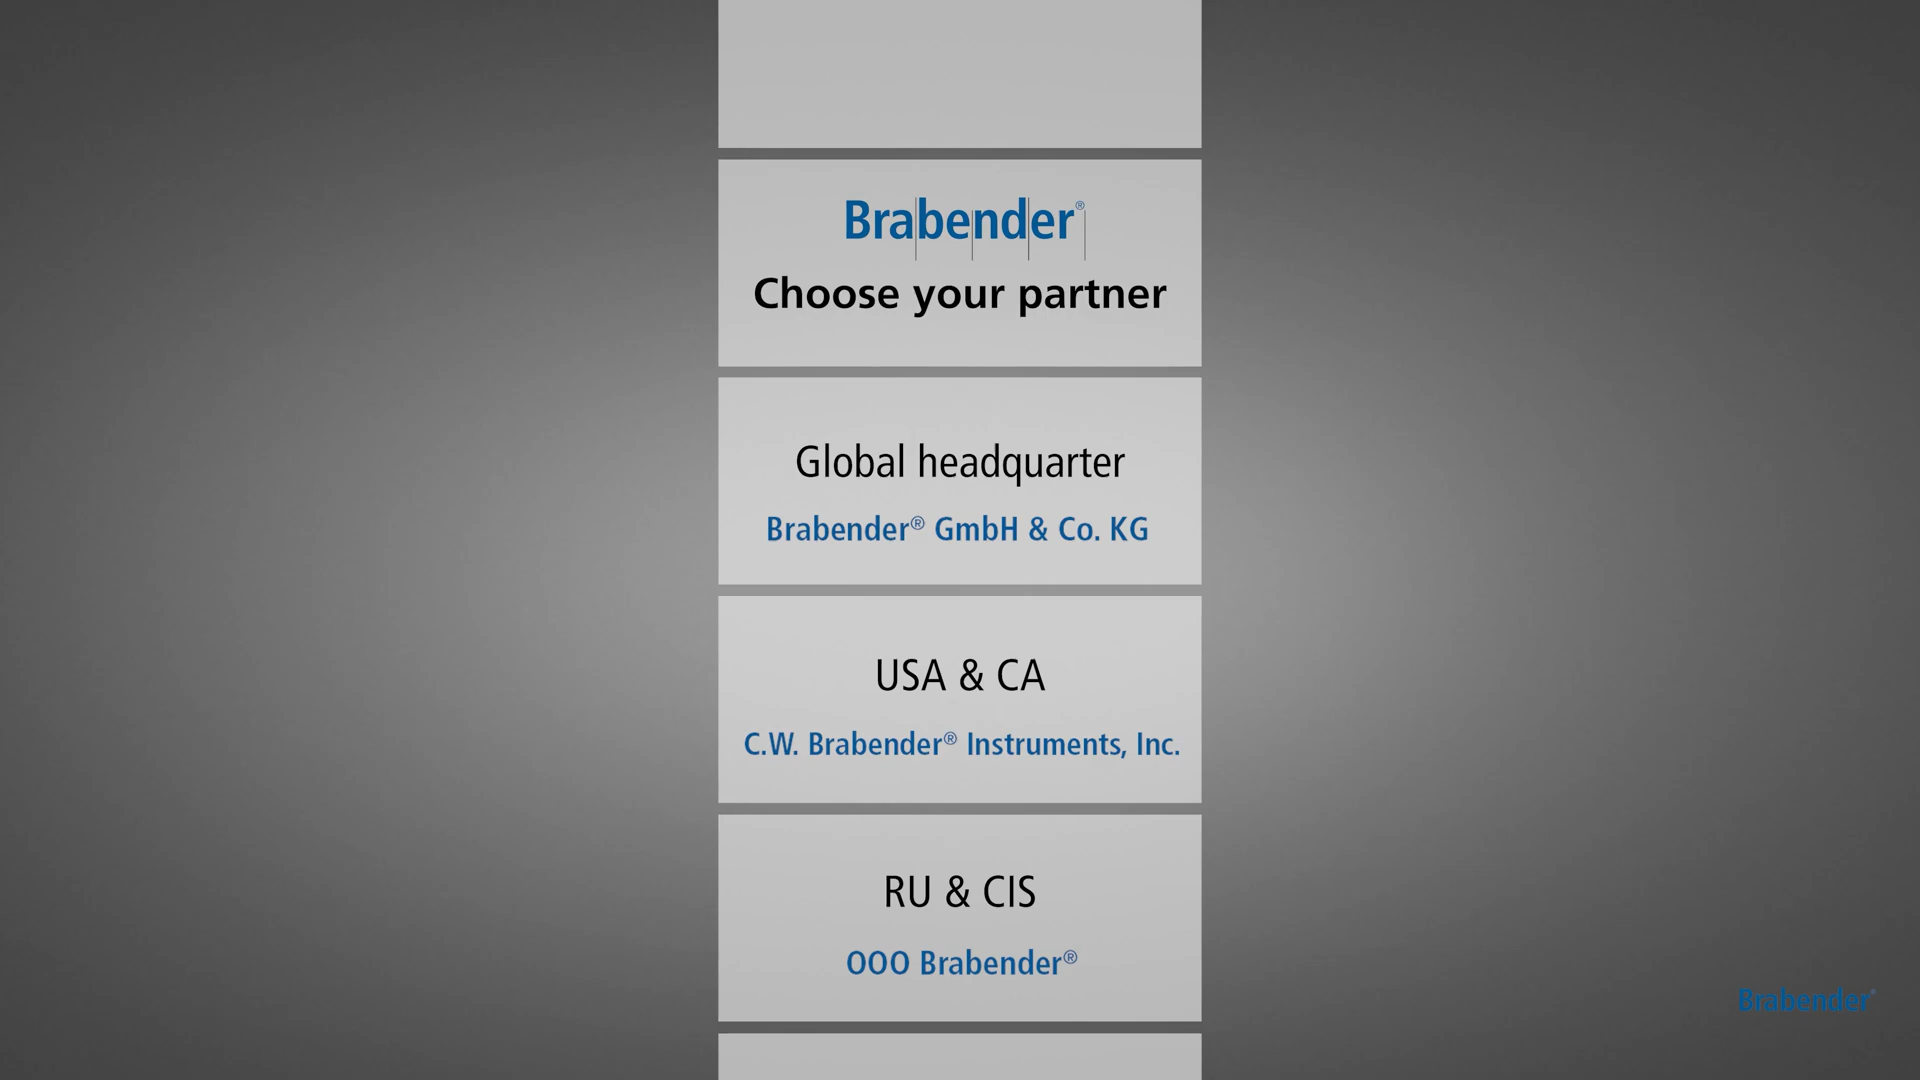 Brabender®
Choose your partner
Global headquarter
Brabender® GmbH & Co. KG
USA & CA
C.W. Brabender® Instruments, Inc.
RU & CIS
OOO Brabender®
Brabender®